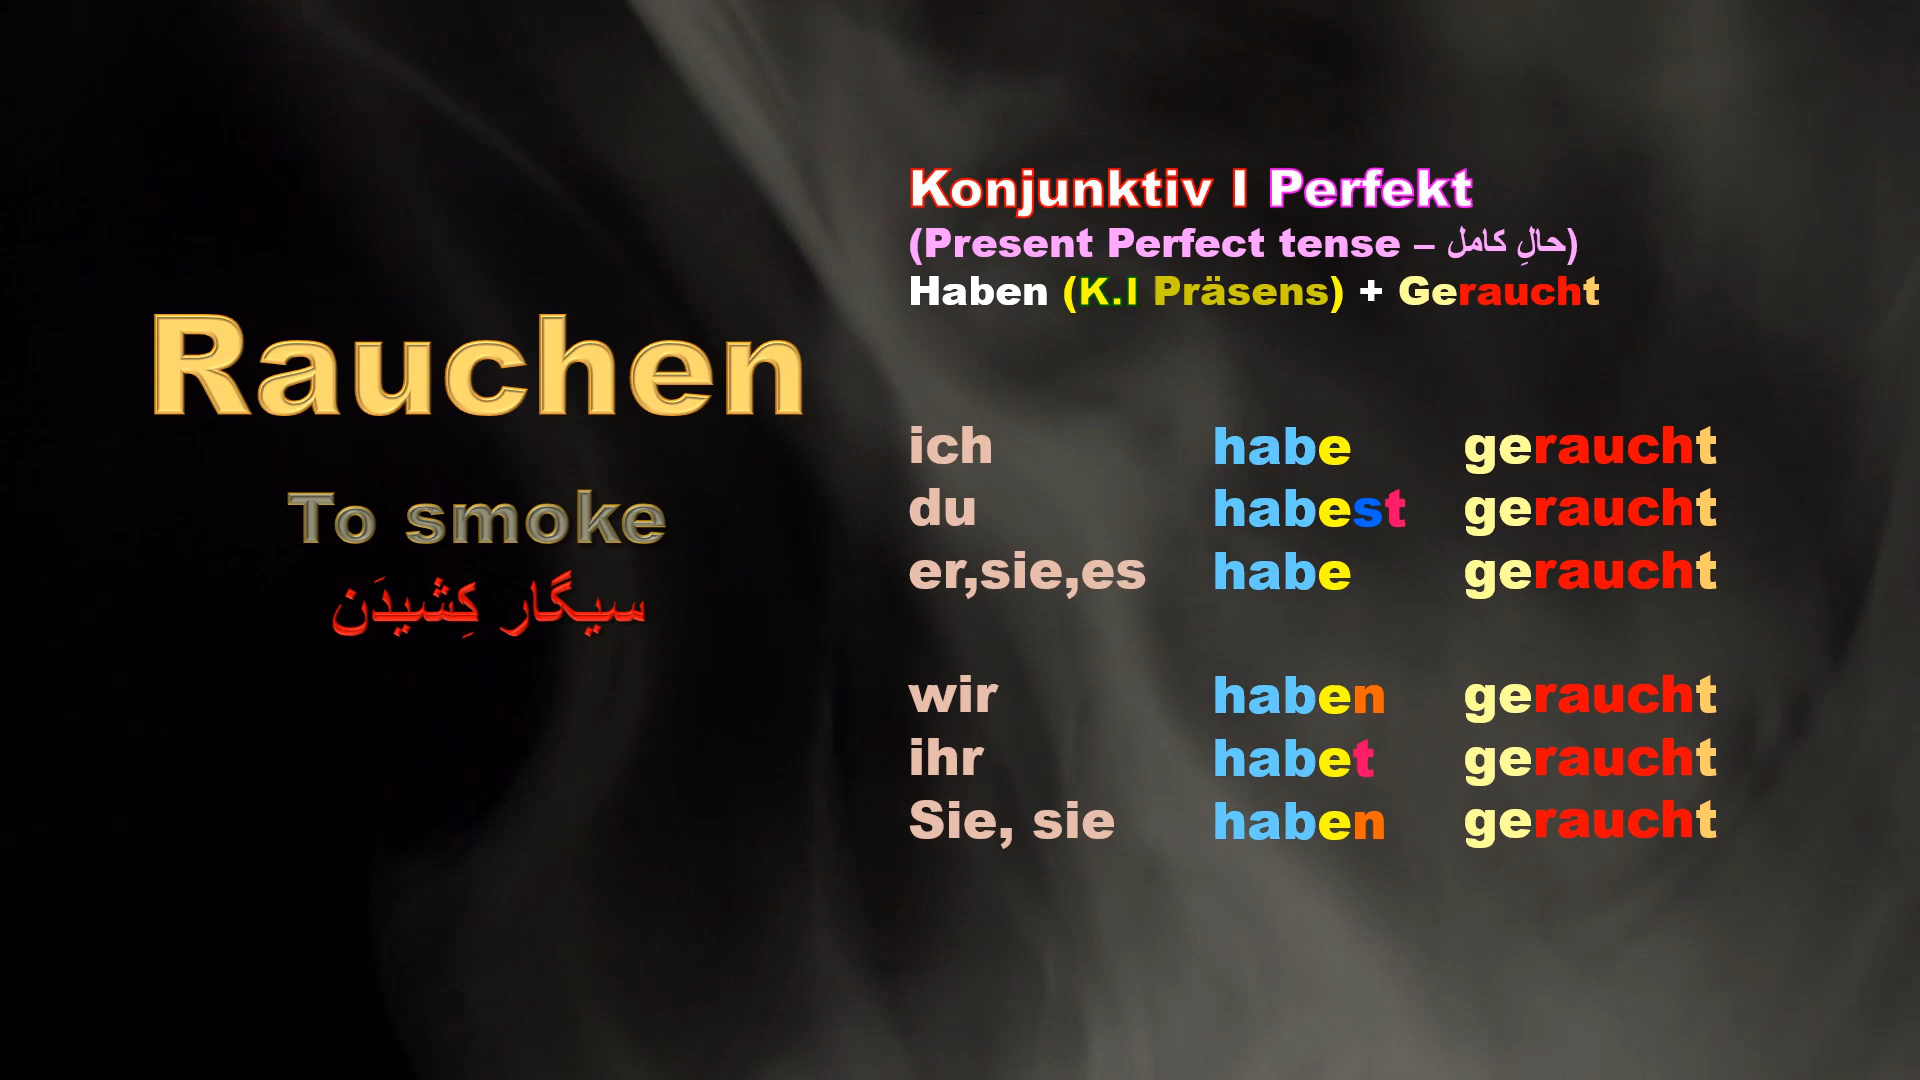 Rauchen
To smoke
سیگار کِشیدَن
Konjunktiv I Perfekt
(Present Perfect tense – حالِ کامل)
Haben (K.I Präsens) + Geraucht
ich habe geraucht
du habest geraucht
er,sie,es habe geraucht
wir haben geraucht
ihr habet geraucht
Sie, sie haben geraucht